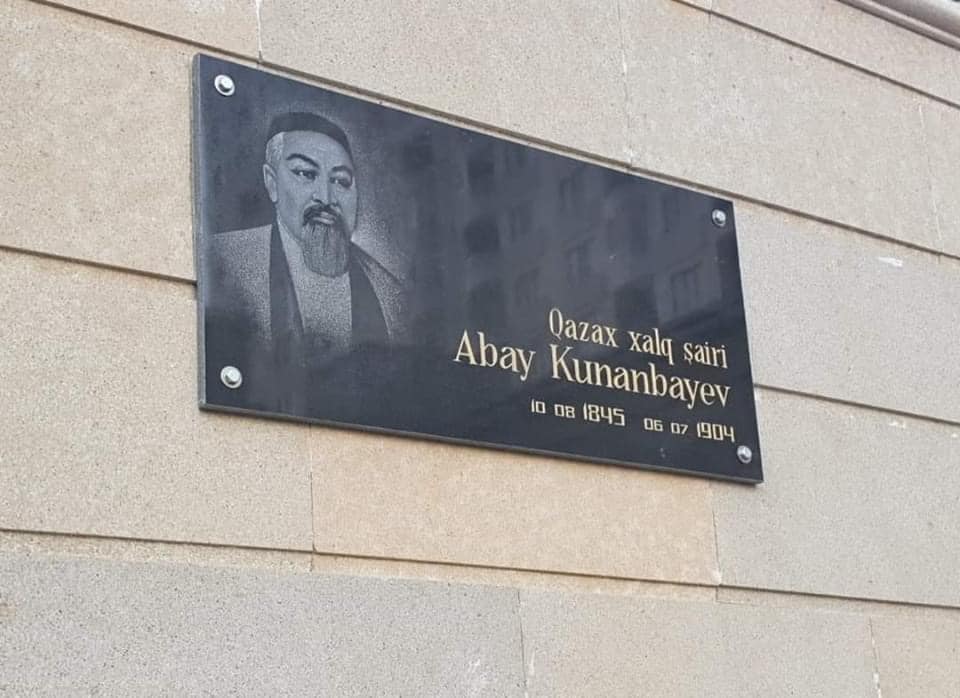 Qazax xalq şairi
Abay Kunanbayev
10 08 1845 06 07 1904